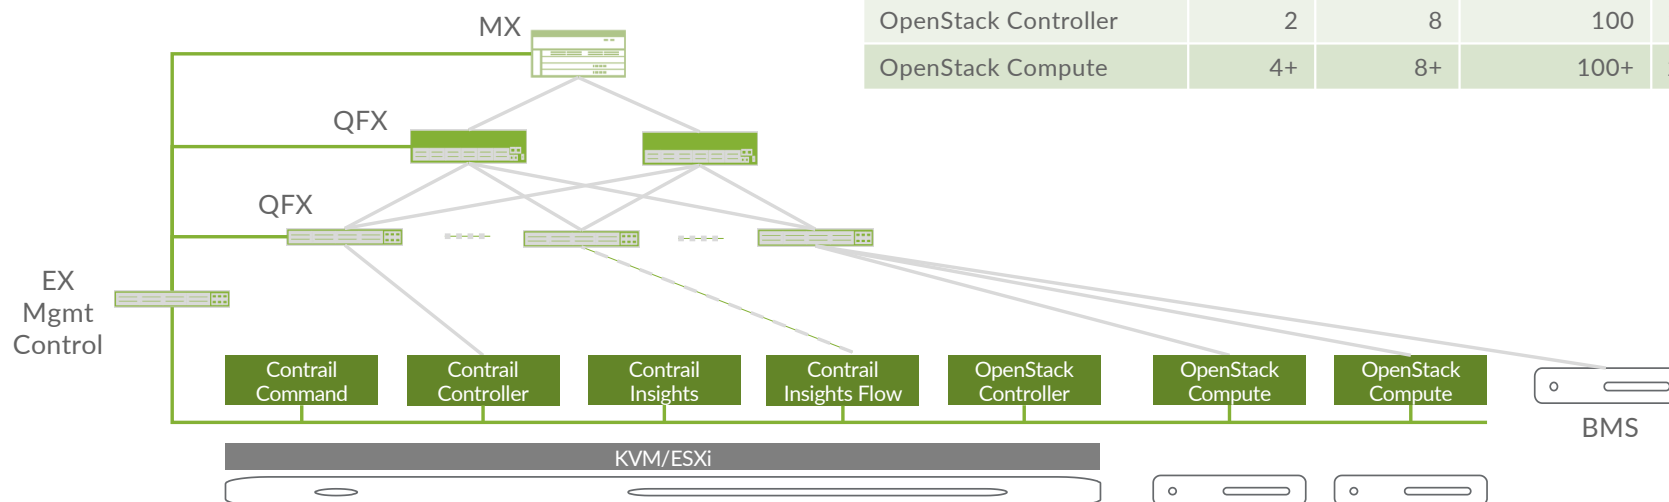 MX
OpenStack Controller 2 8 100
OpenStack Compute 4+ 8+ 100+
QFX
QFX
EX
Mgmt
Control
Contrail
Command
Contrail
Controller
Contrail
Insights
Contrail
Insights Flow
OpenStack
Controller
OpenStack
Compute
OpenStack
Compute
BMS
KVM/ESXi